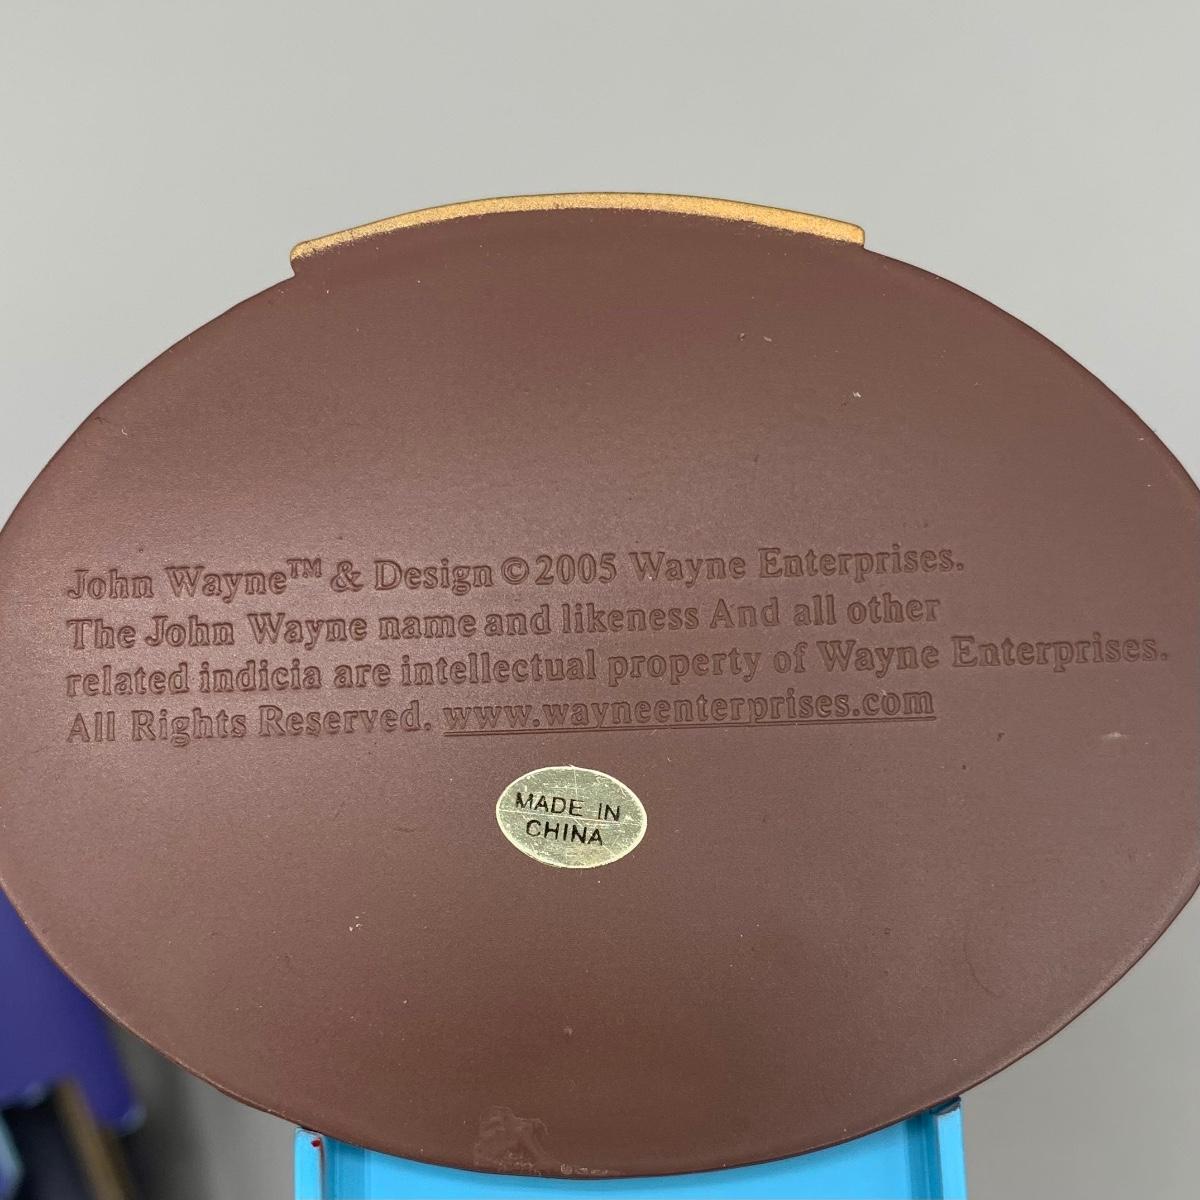 John Wayne™ & Design ©2005 Wayne Enterprises.
The John Wayne name and likeness And all other
related indicia are intellectual property of Wayne Enterprises.
All Rights Reserved. www.wayneenterprises.com
MADE IN
CHINA